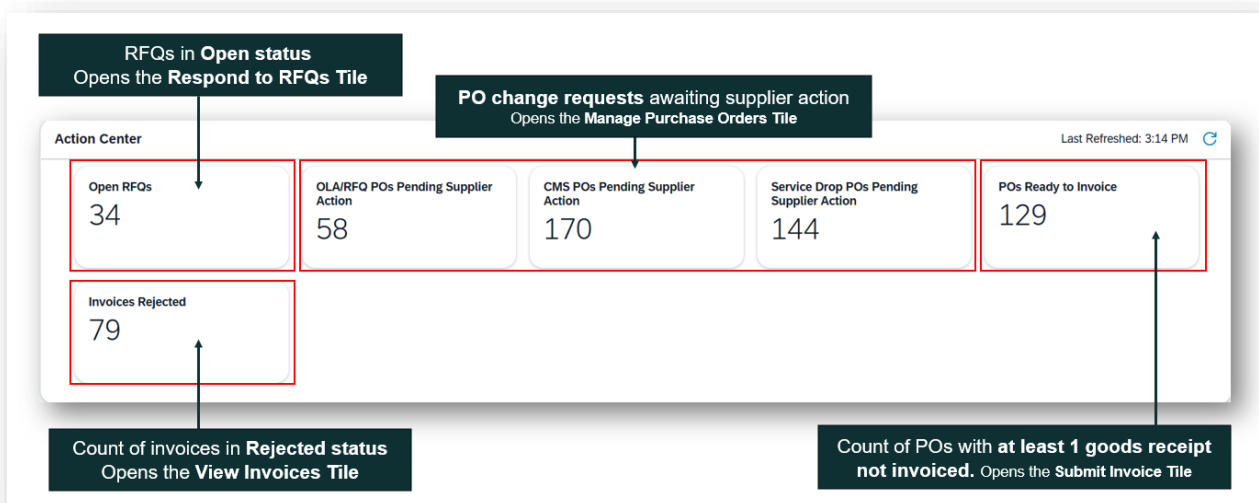 RFQs in Open status
Opens the Respond to RFQs Tile
PO change requests awaiting supplier action
Opens the Manage Purchase Orders Tile
Action Center
Last Refreshed: 3:14 PM
Open RFQs
34
OLA/RFQ POs Pending Supplier
Action
58
CMS POs Pending Supplier
Action
170
Service Drop POs Pending
Supplier Action
144
POs Ready to Invoice
129
Invoices Rejected
79
Count of invoices in Rejected status
Opens the View Invoices Tile
Count of POs with at least 1 goods receipt
not invoiced. Opens the Submit Invoice Tile